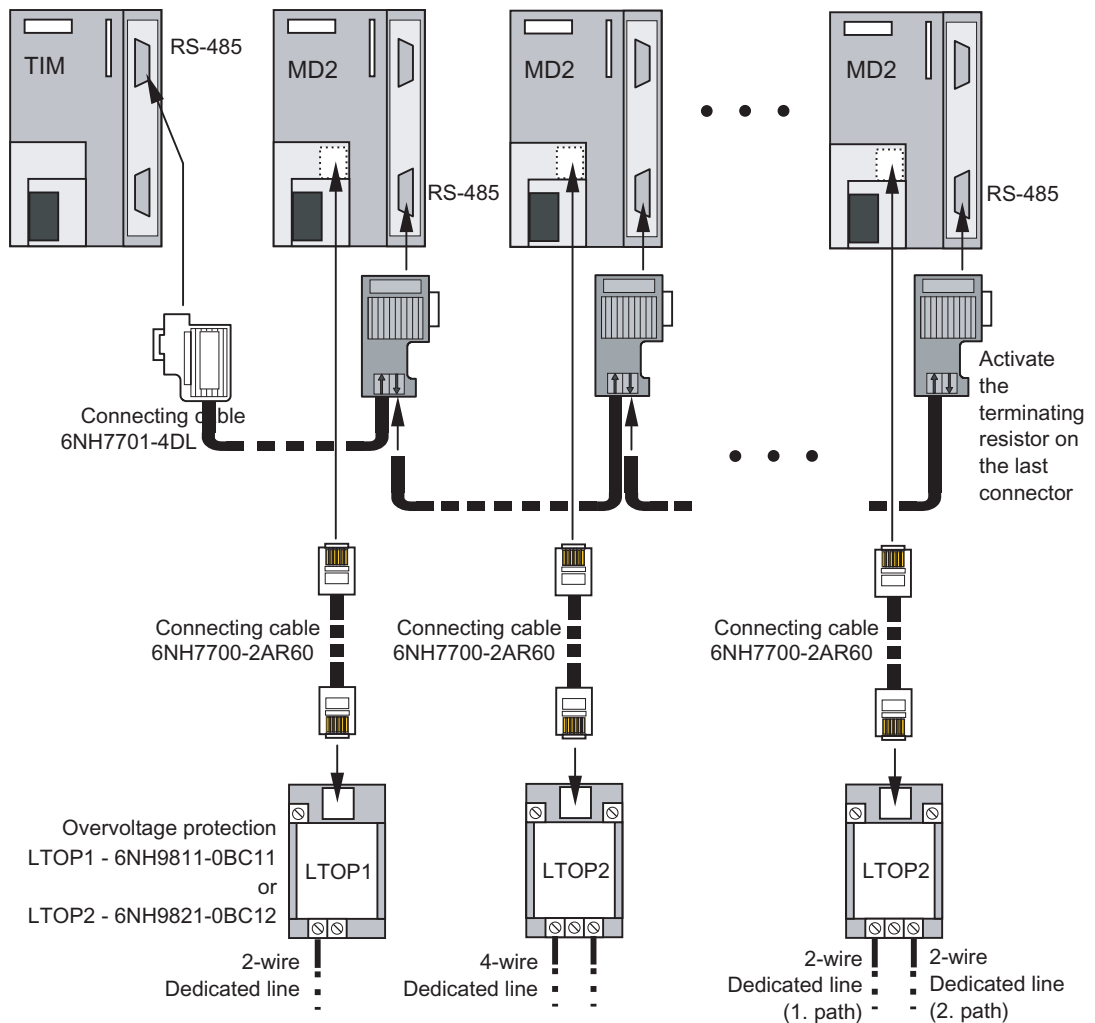 TIM
RS-485
MD2
MD2
MD2
RS-485
RS-485
Connecting cable
6NH7701-4DL
Activate
the
terminating
resistor on
the last
connector
Connecting cable
6NH7700-2AR60
Connecting cable
6NH7700-2AR60
Connecting cable
6NH7700-2AR60
Overvoltage protection
LTOP1 - 6NH9811-0BC11
or
LTOP2 - 6NH9821-0BC12
LTOP1
LTOP2
LTOP2
2-wire
Dedicated line
4-wire
Dedicated line
2-wire
Dedicated line
(1. path)
2-wire
Dedicated line
(2. path)